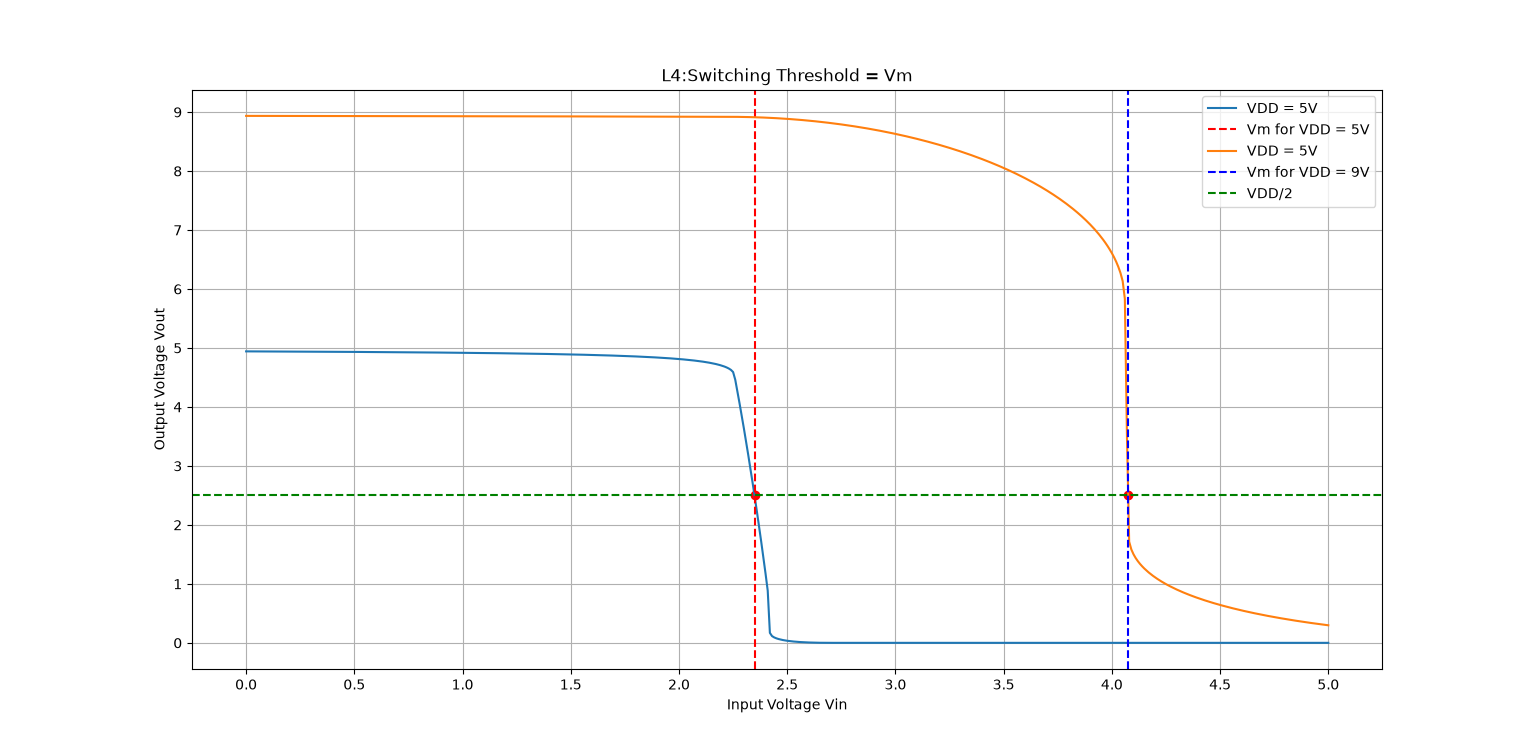 L4:Switching Threshold = Vm
VDD = 5V
Vm for VDD = 5V
VDD = 5V
Vm for VDD = 9V
VDD/2
9
8
7
6
5
4
3
2
1
0
Output Voltage Vout
0.0 0.5 1.0 1.5 2.0 2.5 3.0 3.5 4.0 4.5 5.0
Input Voltage Vin